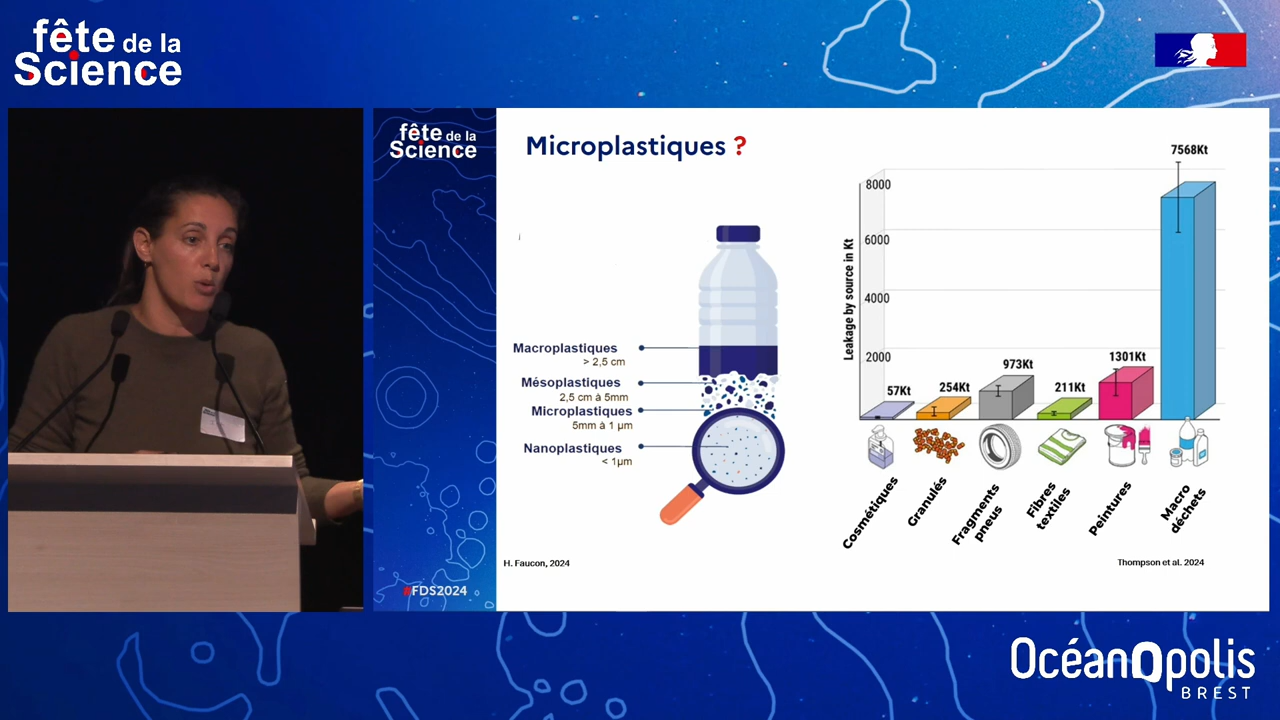 fête de la
Science
fête de la
Science
Microplastiques ?
Macroplastiques
> 2,5 cm
Mésoplastiques
2,5 cm à 5mm
Microplastiques
5mm à 1 µm
Nanoplastiques
< 1µm
H. Faucon, 2024
Leakage by source in Kt
8000
6000
4000
2000
57Kt
254Kt
973Kt
211Kt
1301Kt
7568Kt
Cosmétiques
Granulés
Fragments
pneus
Fibres
textiles
Peintures
Macro
déchets
Thompson et al. 2024
#FDS2024
OcéanOpolis
BREST